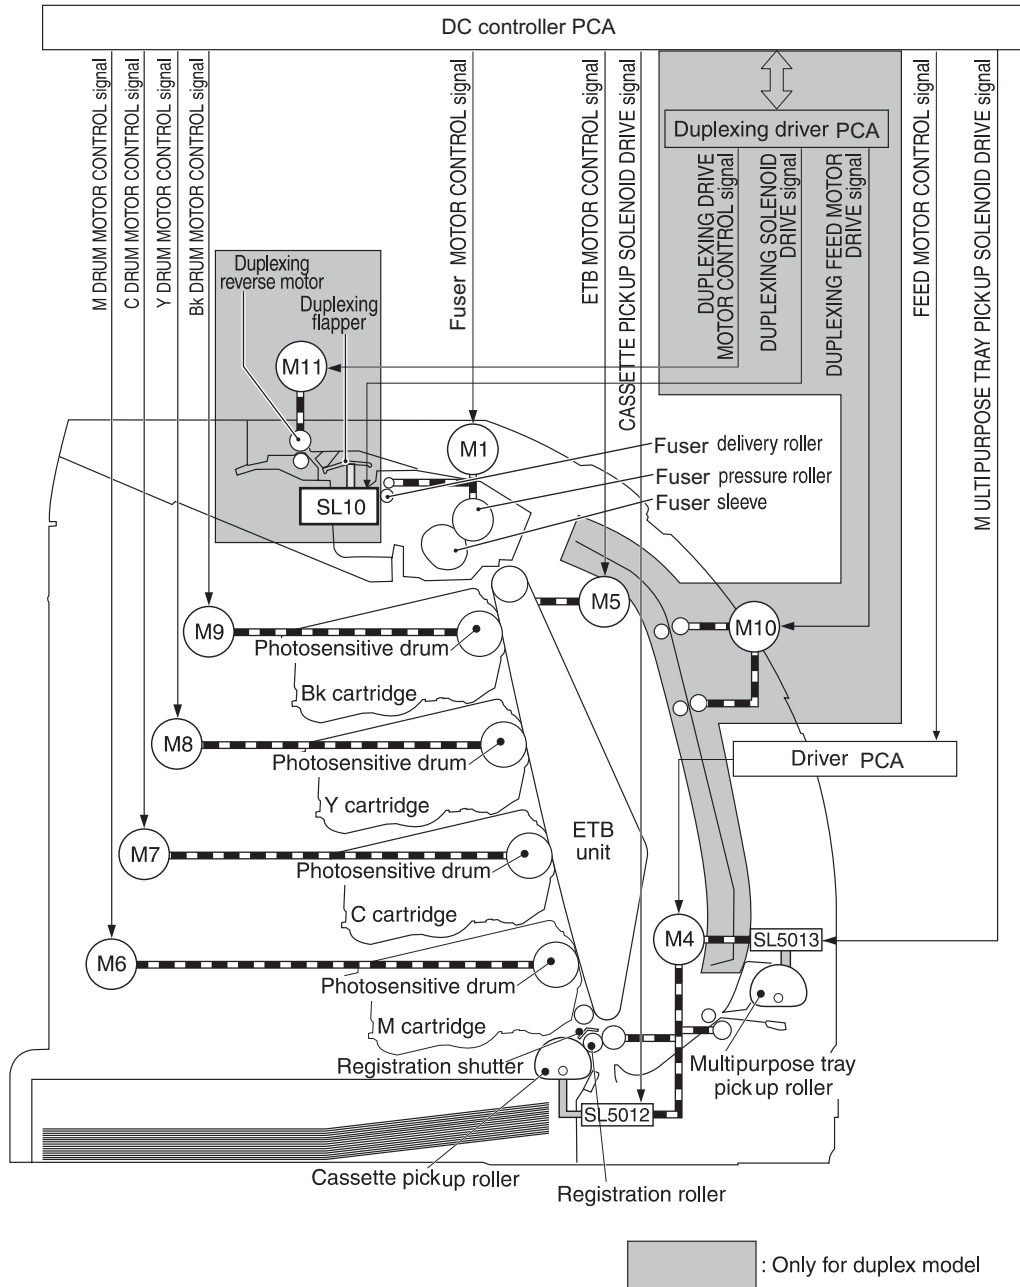 DC controller PCA
M DRUM MOTOR CONTROL signal
C DRUM MOTOR CONTROL signal
Y DRUM MOTOR CONTROL signal
Bk DRUM MOTOR CONTROL signal
Fuser MOTOR CONTROL signal
ETB MOTOR CONTROL signal
CASSETTE PICKUP SOLENOID DRIVE signal
Duplexing driver PCA
DUPLEXING DRIVE
MOTOR CONTROL signal
DUPLEXING SOLENOID
DRIVE signal
DUPLEXING FEED MOTOR
DRIVE signal
FEED MOTOR CONTROL signal
M ULTIPURPOSE TRAY PICKUP SOLENOID DRIVE signal
Duplexing
reverse motor
Duplexing
flapper
M11
M1
Fuser delivery roller
Fuser pressure roller
Fuser sleeve
SL10
M5
M9
M10
Photosensitive drum
Bk cartridge
M8
Photosensitive drum
Driver PCA
Y cartridge
ETB
unit
M7
Photosensitive drum
C cartridge
M4
SL5013
M6
Photosensitive drum
M cartridge
Registration shutter
Multipurpose tray
pickup roller
SL5012
Cassette pickup roller
Registration roller
: Only for duplex model